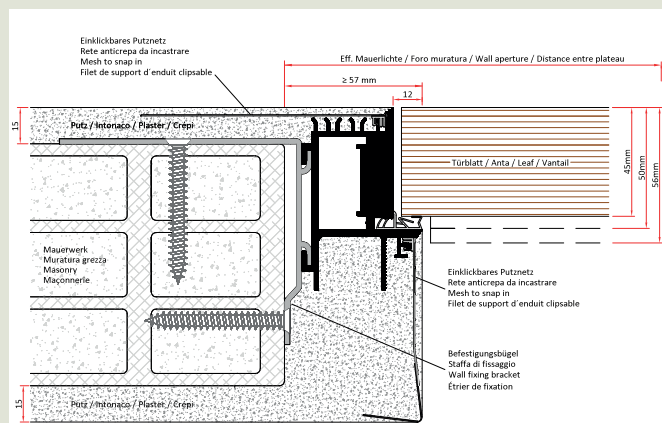 Einklickbares Putznetz
Rete anticrepa da incastrare
Mesh to snap in
Filet de support d´enduit clipsable
Eff. Mauerlichte / Foro muratura / Wall aperture / Distance entre plateau
≥ 57 mm
12
15
Putz / Intonaco / Plaster / Crépi
Türblatt / Anta / Leaf / Vantail
45mm
50mm
56mm
Mauerwerk
Muratura grezza
Masonry
Maçonnerie
Einklickbares Putznetz
Rete anticrepa da incastrare
Mesh to snap in
Filet de support d´enduit clipsable
Befestigungsbügel
Staffa di fissaggio
Wall fixing bracket
Étrier de fixation
15
Putz / Intonaco / Plaster / Crépi